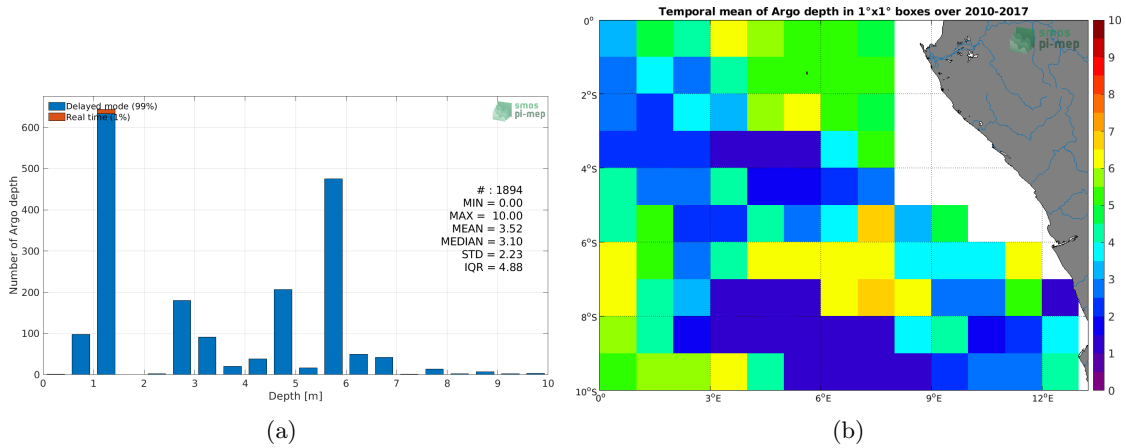 Delayed mode (99%)
Real time (1%)
smos
pi-mep
# : 1894
MIN = 0.00
MAX = 10.00
MEAN = 3.52
MEDIAN = 3.10
STD = 2.23
IQR = 4.88
Number of Argo depth
600
500
400
300
200
100
0
0 1 2 3 4 5 6 7 8 9 10
Depth [m]
(a)
Temporal mean of Argo depth in 1°x1° boxes over 2010-2017
smos
pi-mep
0°
2°S
4°S
6°S
8°S
10°S
0° 3°E 6°E 9°E 12°E
10
9
8
7
6
5
4
3
2
1
0
(b)